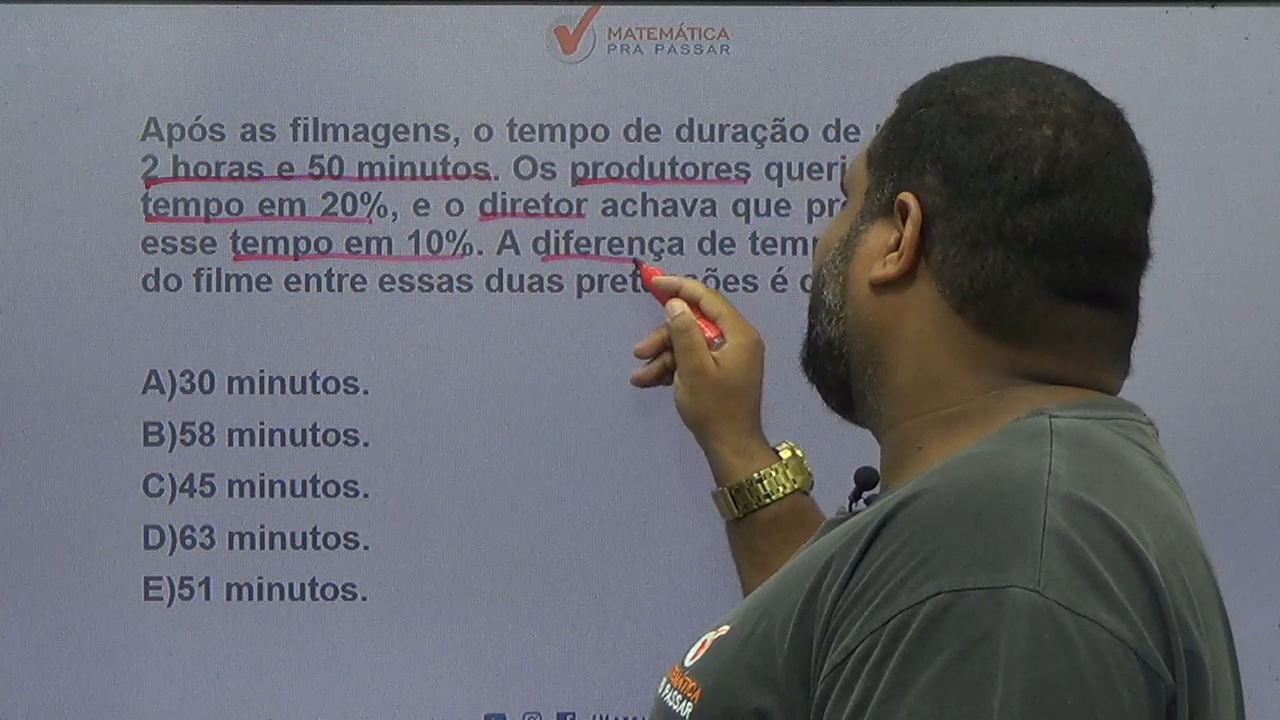 MATEMÁTICA
PRA PASSAR
Após as filmagens, o tempo de duração de
2 horas e 50 minutos. Os produtores
tempo em 20%, e o diretor achava que
esse tempo em 10%. A diferença de
do filme entre essas duas é
A)30 minutos.
B)58 minutos.
C)45 minutos.
D)63 minutos.
E)51 minutos.
PASSAR